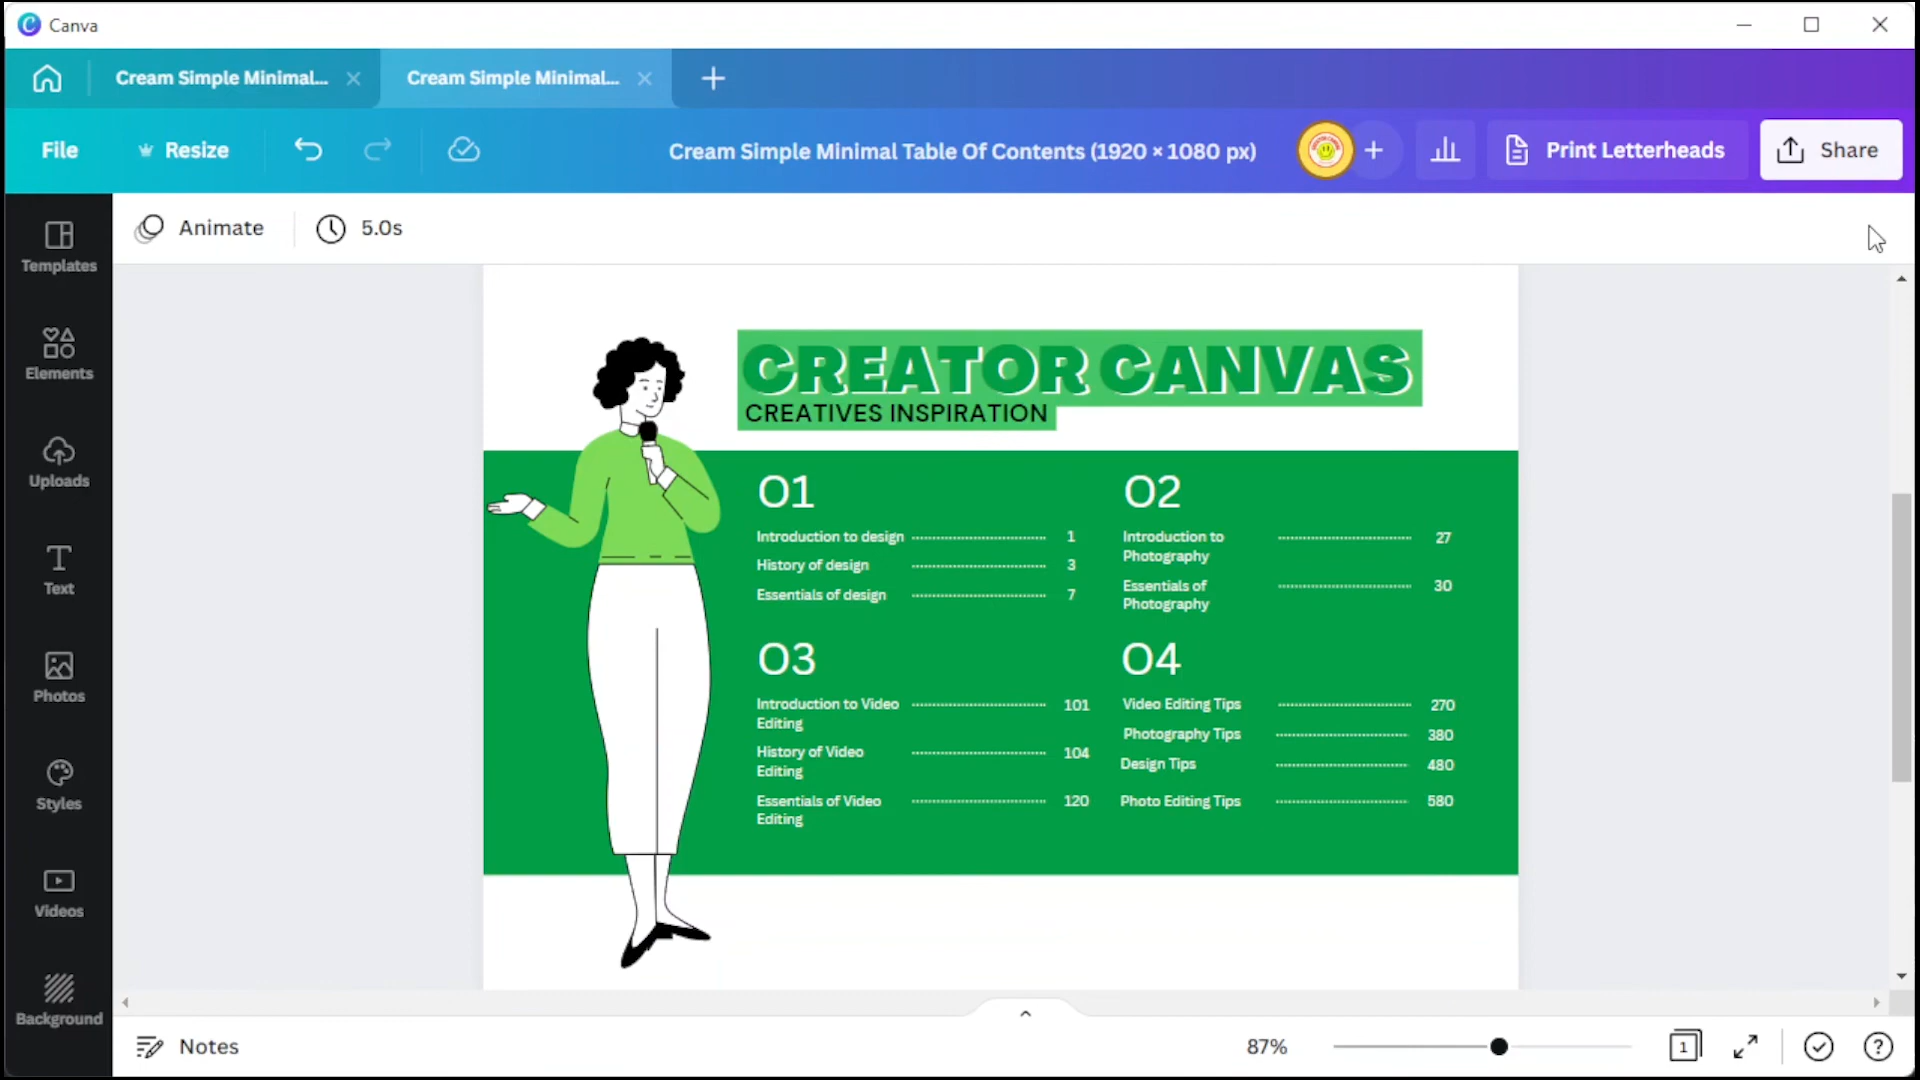 Canva
Cream Simple Minimal...
Cream Simple Minimal...
File
Resize
Cream Simple Minimal Table Of Contents (1920 × 1080 px)
Print Letterheads
Share
Animate
5.0s
Templates
Elements
Uploads
Text
Photos
Styles
Videos
Background
CREATOR CANVAS
CREATIVES INSPIRATION
01
Introduction to design 1
History of design 3
Essentials of design 7
02
Introduction to 27
Photography
Essentials of 30
Photography
03
Introduction to Video 101
Editing
History of Video 104
Editing
Essentials of Video 120
Editing
04
Video Editing Tips 270
Photography Tips 380
Design Tips 480
Photo Editing Tips 580
Notes
87%
1